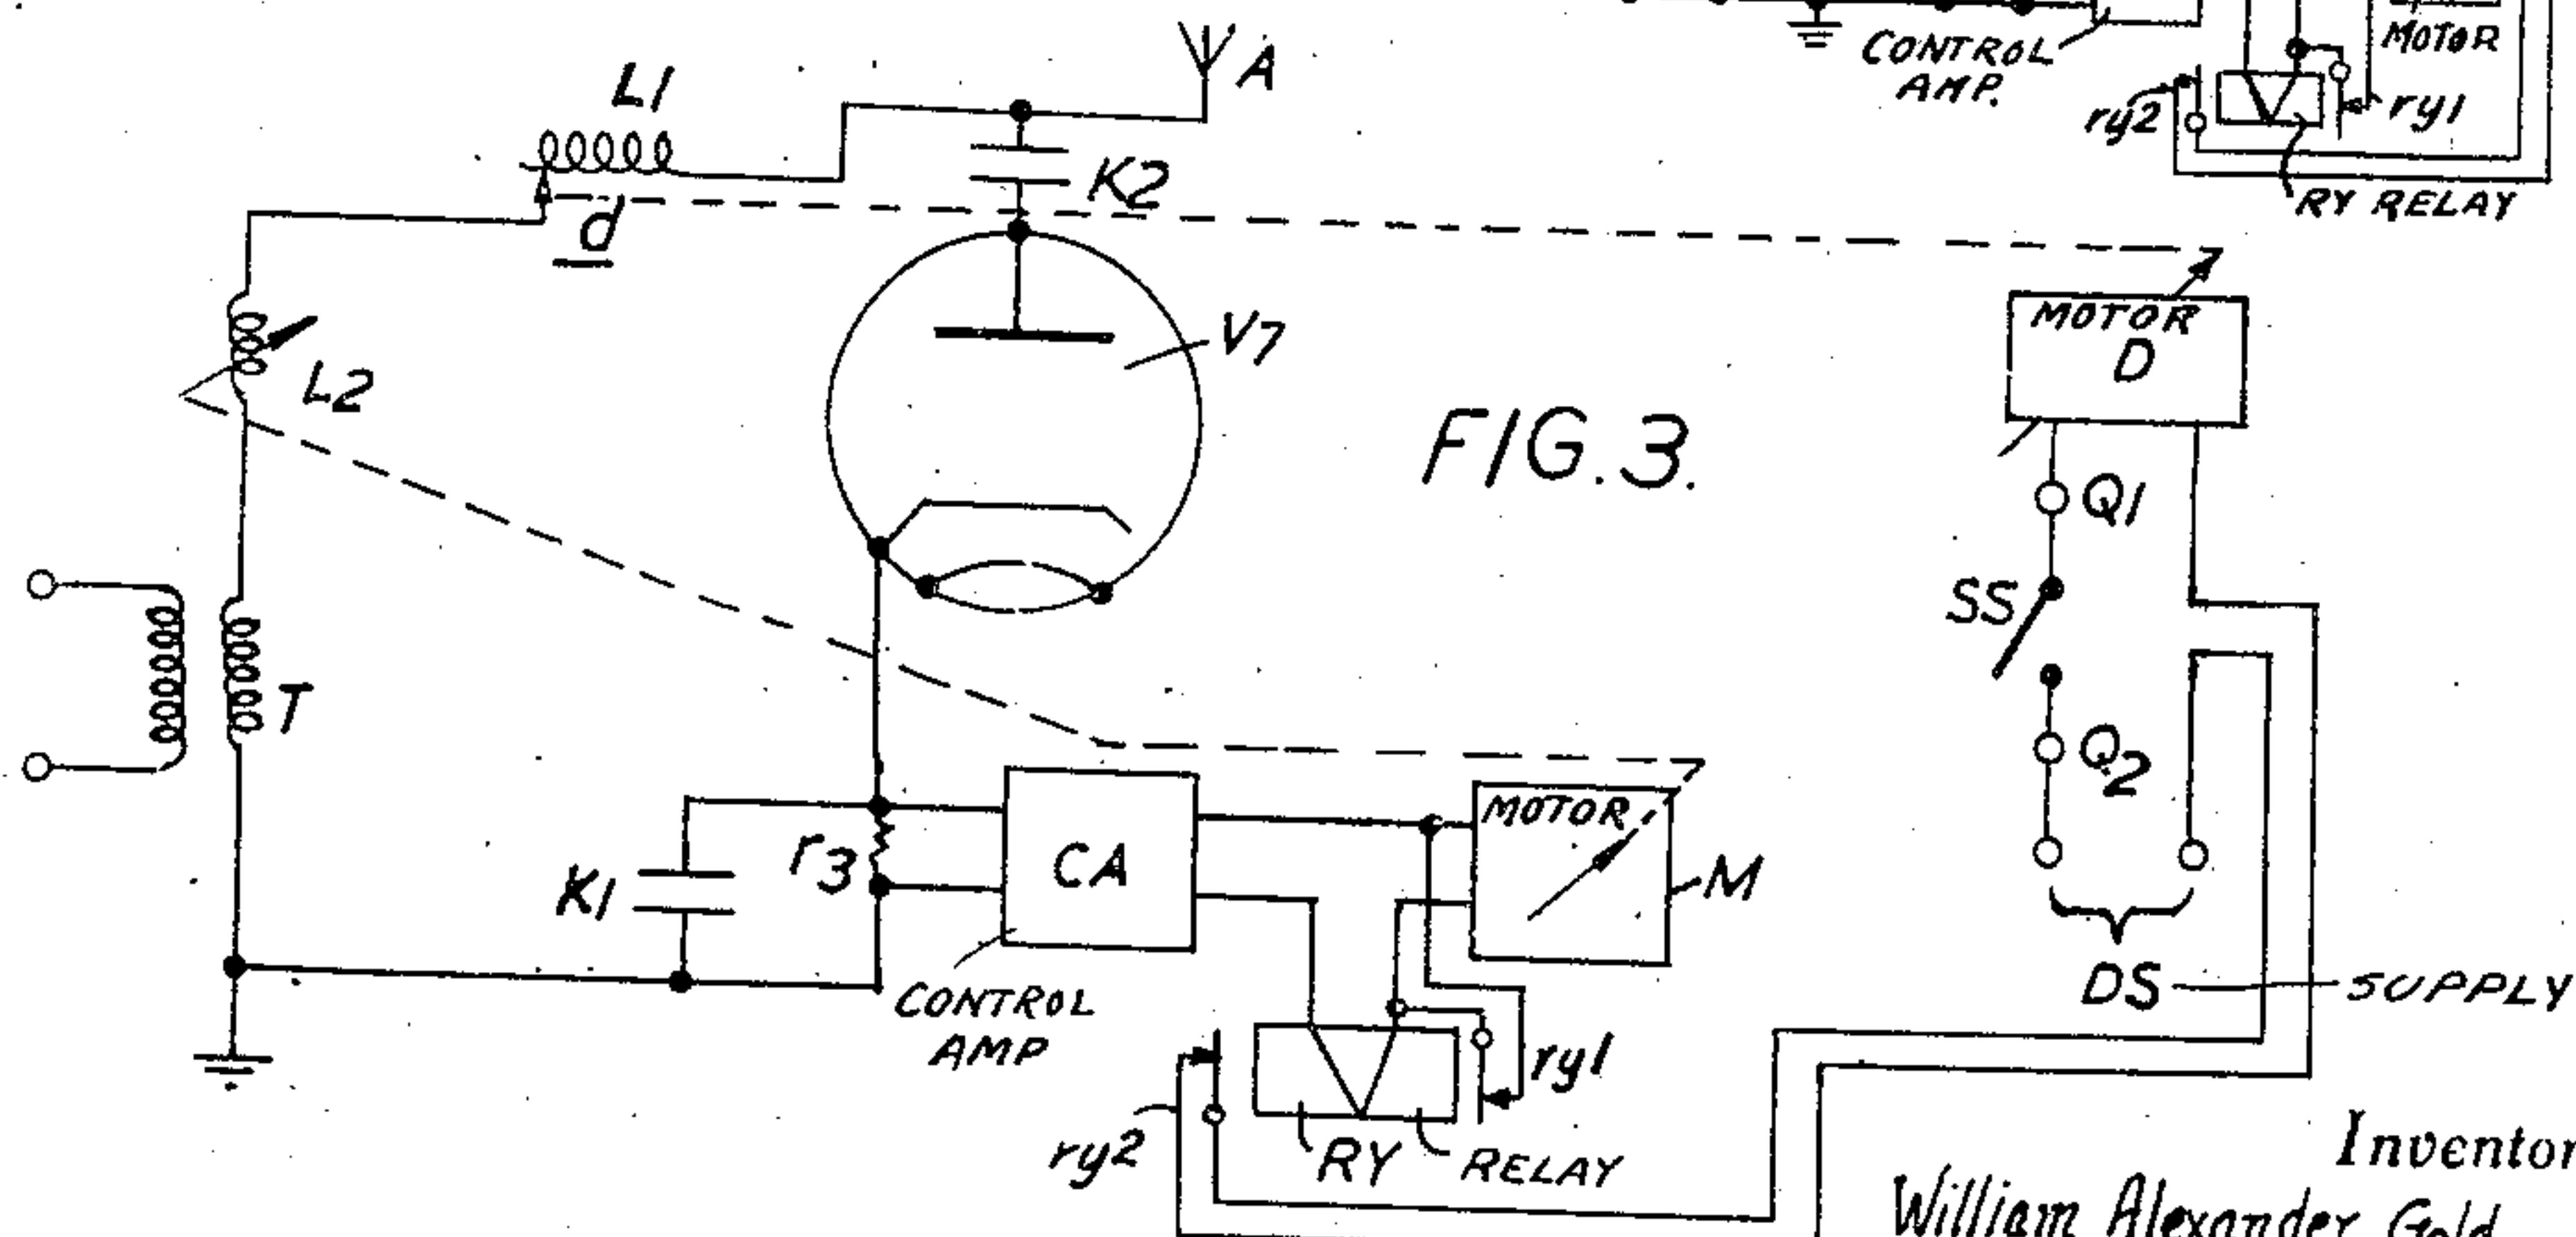 CONTROL
AMP.
MOTOR
ry2
ry1
RY RELAY
A
L1
K2
d
MOTOR
D
V7
L2
FIG. 3.
Q1
SS
T
Q2
MOTOR
r3
CA
K1
M
DS
SUPPLY
CONTROL
AMP
ry1
ry2
RY
RELAY
Inventor
William Alexander Gold